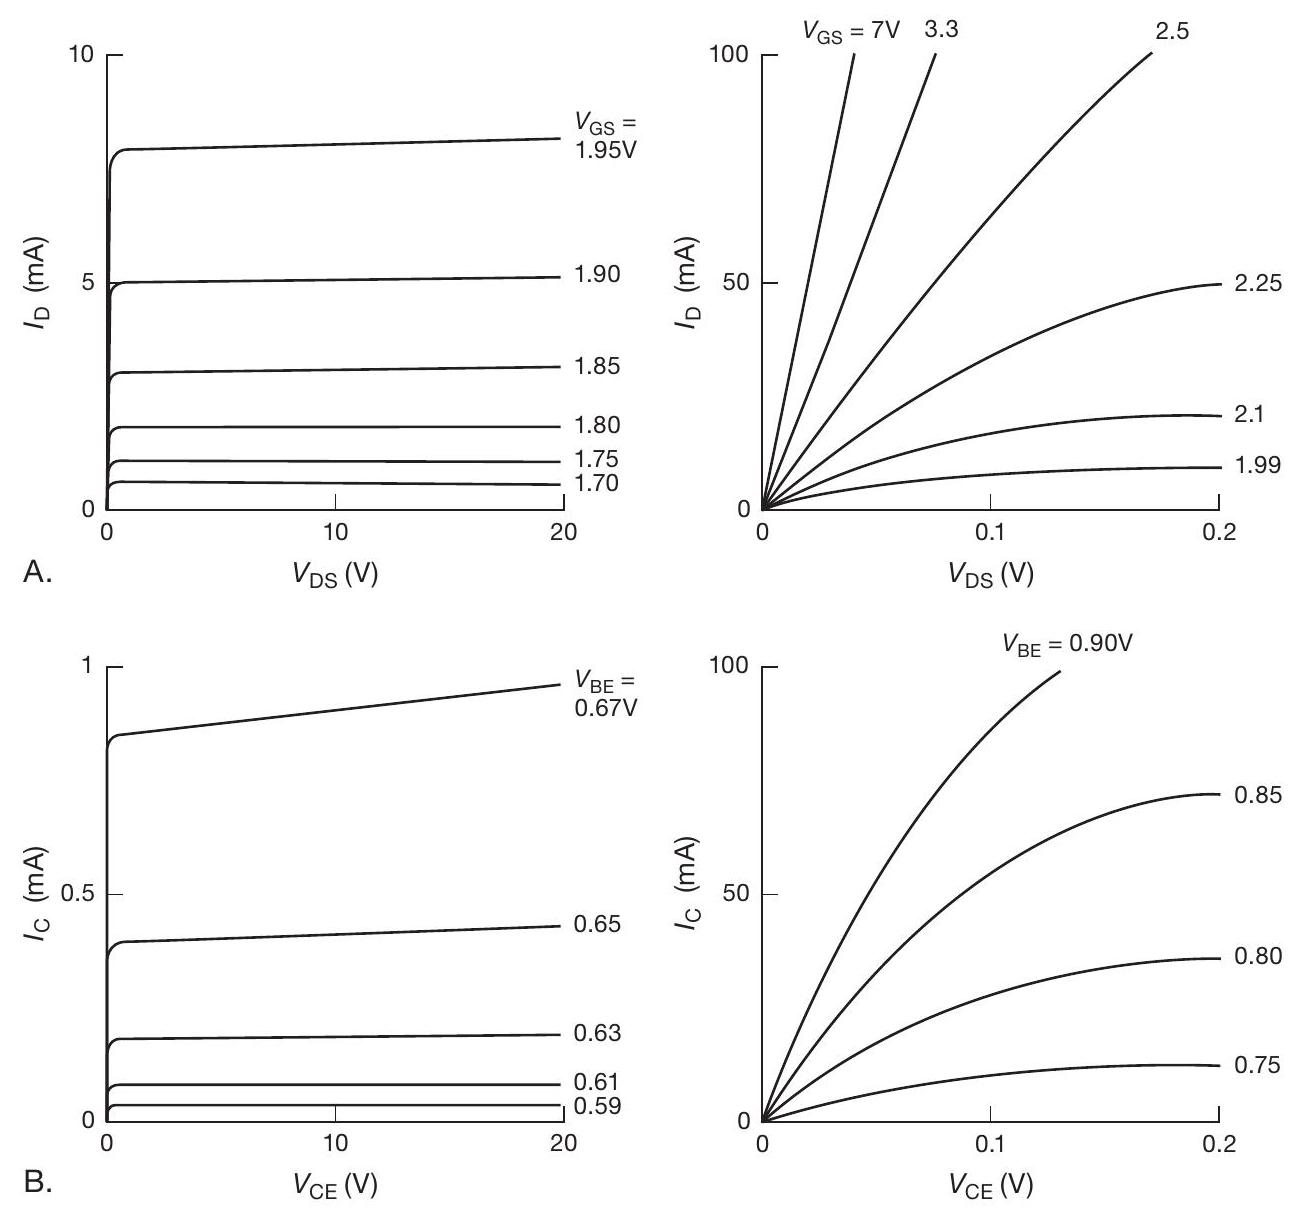 10
5
0
I_D (mA)
0
10
20
V_DS (V)
V_GS =
1.95V
1.90
1.85
1.80
1.75
1.70
A.
100
50
0
I_D (mA)
0
0.1
0.2
V_DS (V)
V_GS = 7V
3.3
2.5
2.25
2.1
1.99
1
0.5
0
I_C (mA)
0
10
20
V_CE (V)
V_BE =
0.67V
0.65
0.63
0.61
0.59
B.
100
50
0
I_C (mA)
0
0.1
0.2
V_CE (V)
V_BE = 0.90V
0.85
0.80
0.75